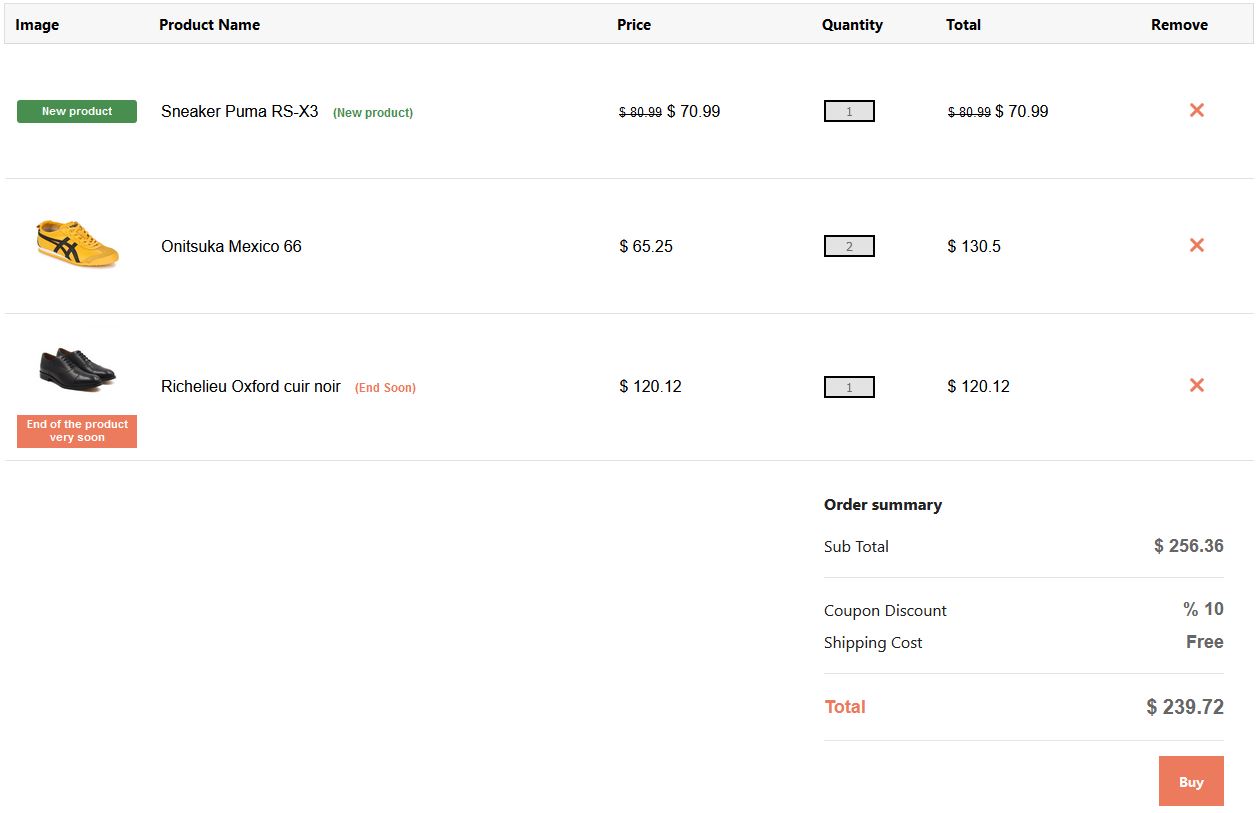 Image Product Name Price Quantity Total Remove
New product Sneaker Puma RS-X3 (New product) $ 80.99 $ 70.99 1 $ 80.99 $ 70.99
Onitsuka Mexico 66 $ 65.25 2 $ 130.5
Richelieu Oxford cuir noir (End Soon) $ 120.12 1 $ 120.12
End of the product
very soon
Order summary
Sub Total $ 256.36
Coupon Discount % 10
Shipping Cost Free
Total $ 239.72
Buy